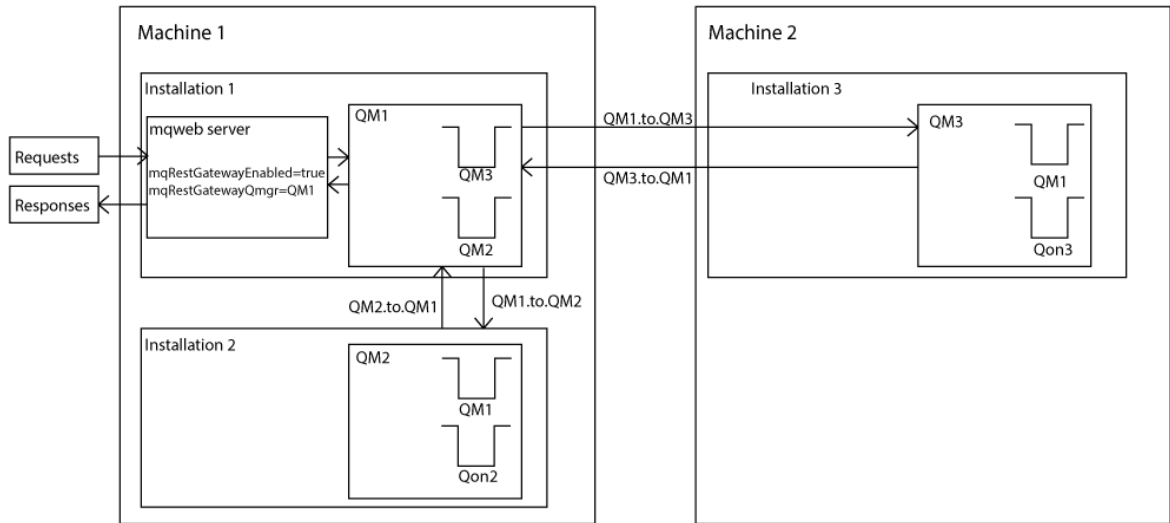 Machine 1
Machine 2
Installation 1
Installation 3
mqweb server
QM1
QM1.to.QM3
QM3
Requests
mqRestGatewayEnabled=true
QM3
QM3.to.QM1
QM1
mqRestGatewayQmgr=QM1
Responses
QM2
Qon3
QM2.to.QM1
QM1.to.QM2
Installation 2
QM2
QM1
Qon2